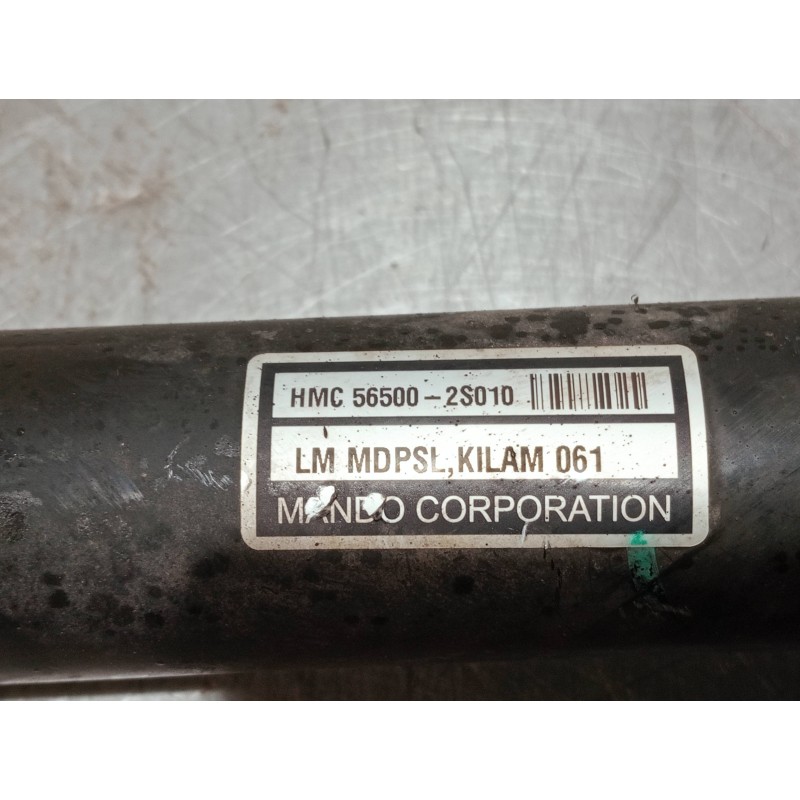 HMC 56500-2S010
LM MDPSL,KILAM 061
MANDO CORPORATION